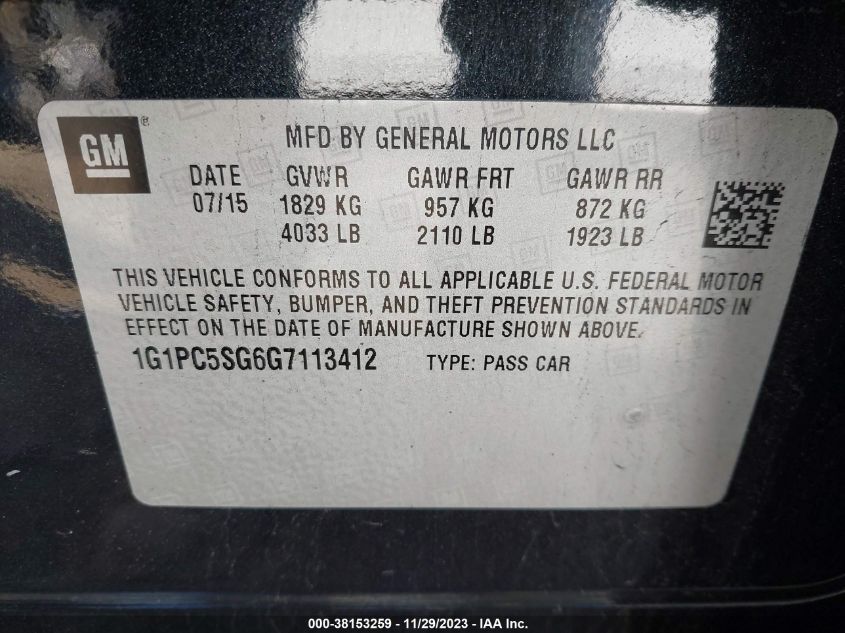 GM ®
MFD BY GENERAL MOTORS LLC
DATE GVWR GAWR FRT GAWR RR
07/15 1829 KG 957 KG 872 KG
4033 LB 2110 LB 1923 LB
THIS VEHICLE CONFORMS TO ALL APPLICABLE U.S. FEDERAL MOTOR
VEHICLE SAFETY, BUMPER, AND THEFT PREVENTION STANDARDS IN
EFFECT ON THE DATE OF MANUFACTURE SHOWN ABOVE.
1G1PC5SG6G7113412 TYPE: PASS CAR
000-38153259 - 11/29/2023 - IAA Inc.